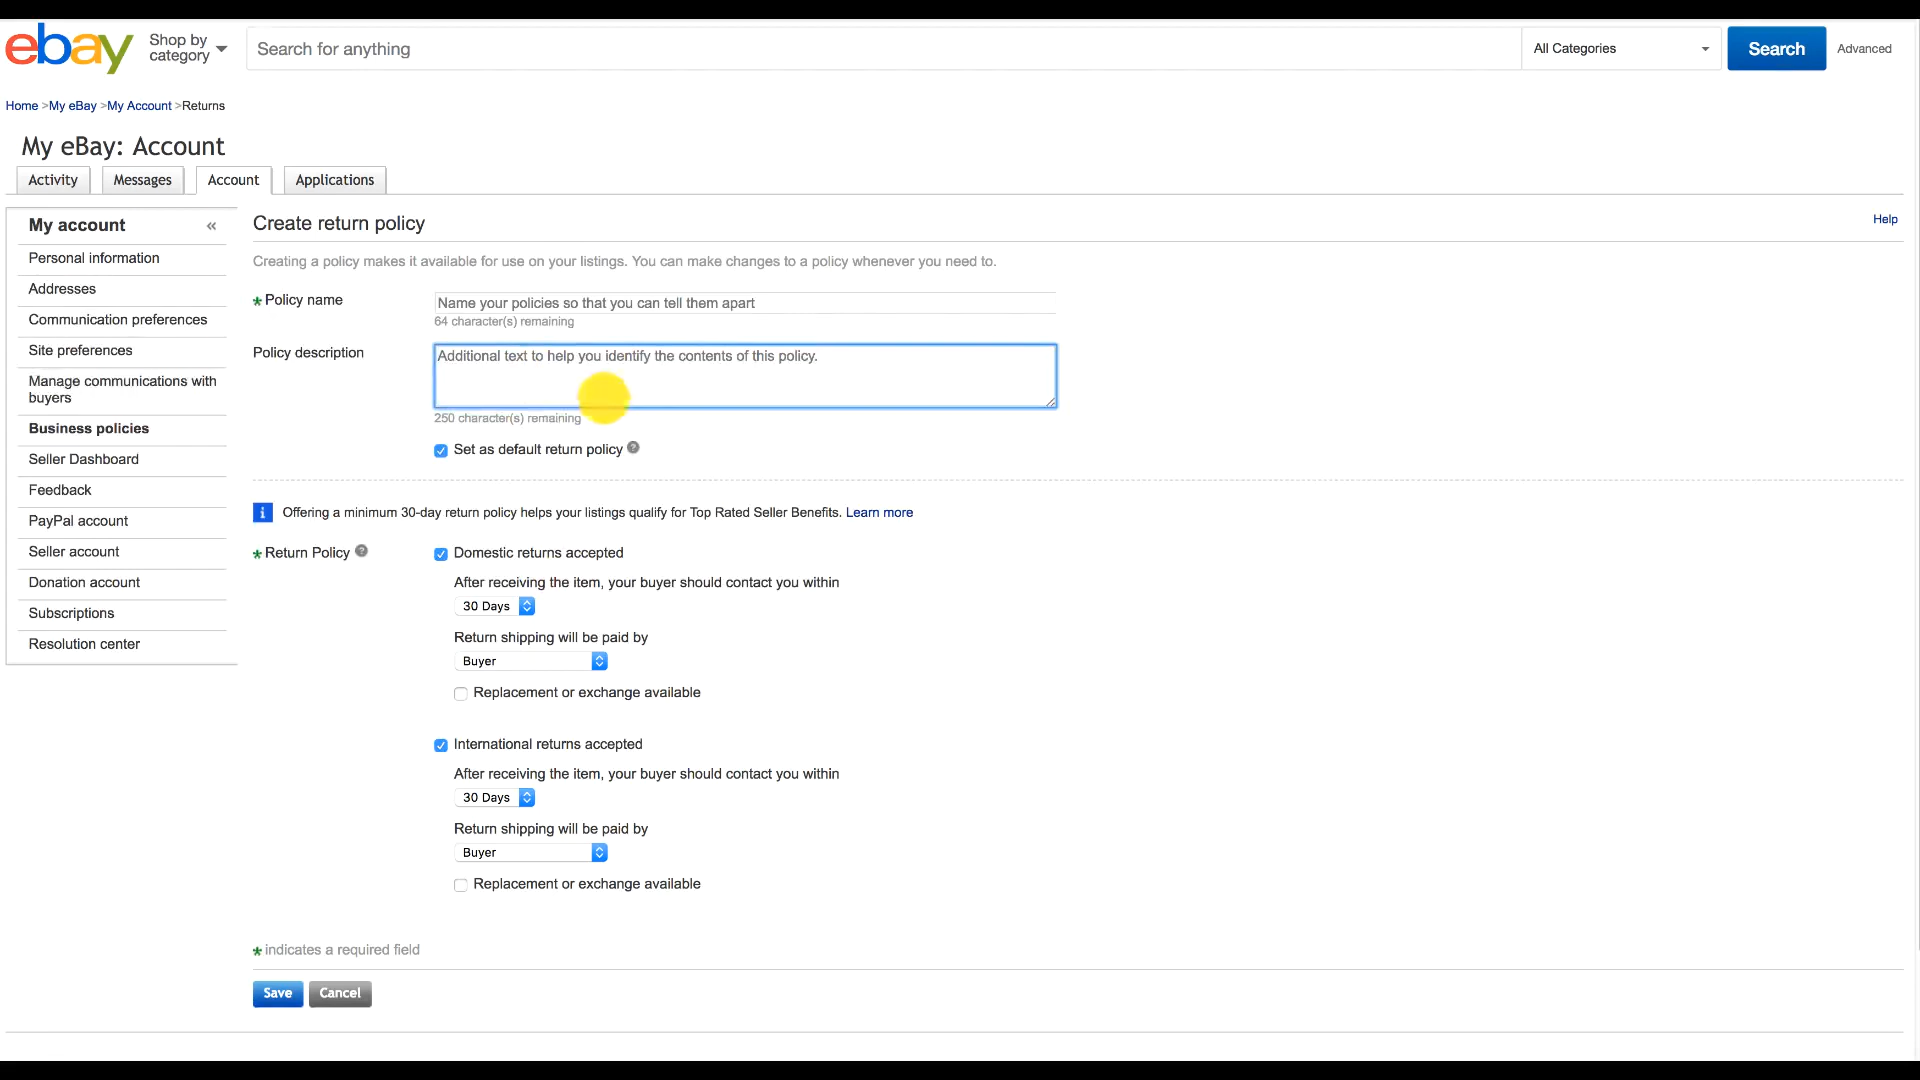 ebay
Shop by
category
Search for anything
All Categories
Search
Advanced
Home >My eBay >My Account >Returns
My eBay: Account
Activity
Messages
Account
Applications
My account «
Personal information
Addresses
Communication preferences
Site preferences
Manage communications with
buyers
Business policies
Seller Dashboard
Feedback
PayPal account
Seller account
Donation account
Subscriptions
Resolution center
Create return policy
Help
Creating a policy makes it available for use on your listings. You can make changes to a policy whenever you need to.
* Policy name
Name your policies so that you can tell them apart
64 character(s) remaining
Policy description
Additional text to help you identify the contents of this policy.
250 character(s) remaining
Set as default return policy ?
i Offering a minimum 30-day return policy helps your listings qualify for Top Rated Seller Benefits. Learn more
* Return Policy ?
Domestic returns accepted
After receiving the item, your buyer should contact you within
30 Days
Return shipping will be paid by
Buyer
Replacement or exchange available
International returns accepted
After receiving the item, your buyer should contact you within
30 Days
Return shipping will be paid by
Buyer
Replacement or exchange available
* indicates a required field
Save
Cancel